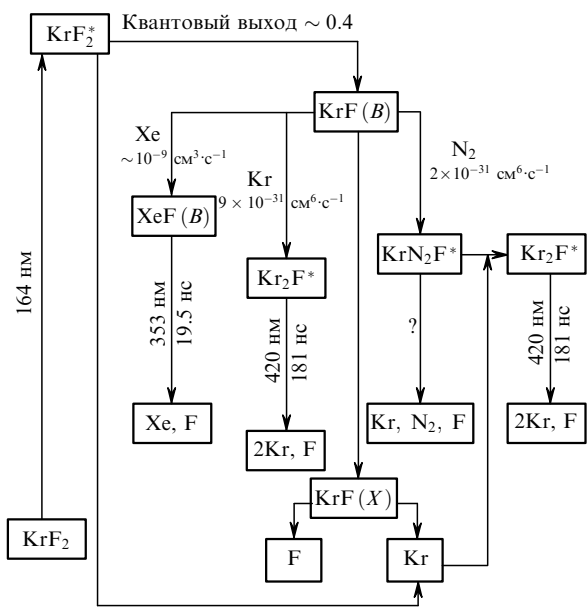 Квантовый выход ~ 0.4
KrF₂*
KrF (B)
Xe
~10⁻⁹ см³·с⁻¹
Kr
9 × 10⁻³¹ см⁶·с⁻¹
N₂
2×10⁻³¹ см⁶·с⁻¹
XeF (B)
KrN₂F*
Kr₂F*
Kr₂F*
164 нм
353 нм
19.5 нс
420 нм
181 нс
?
420 нм
181 нс
Xe, F
2Kr, F
Kr, N₂, F
2Kr, F
KrF (X)
KrF₂
F
Kr